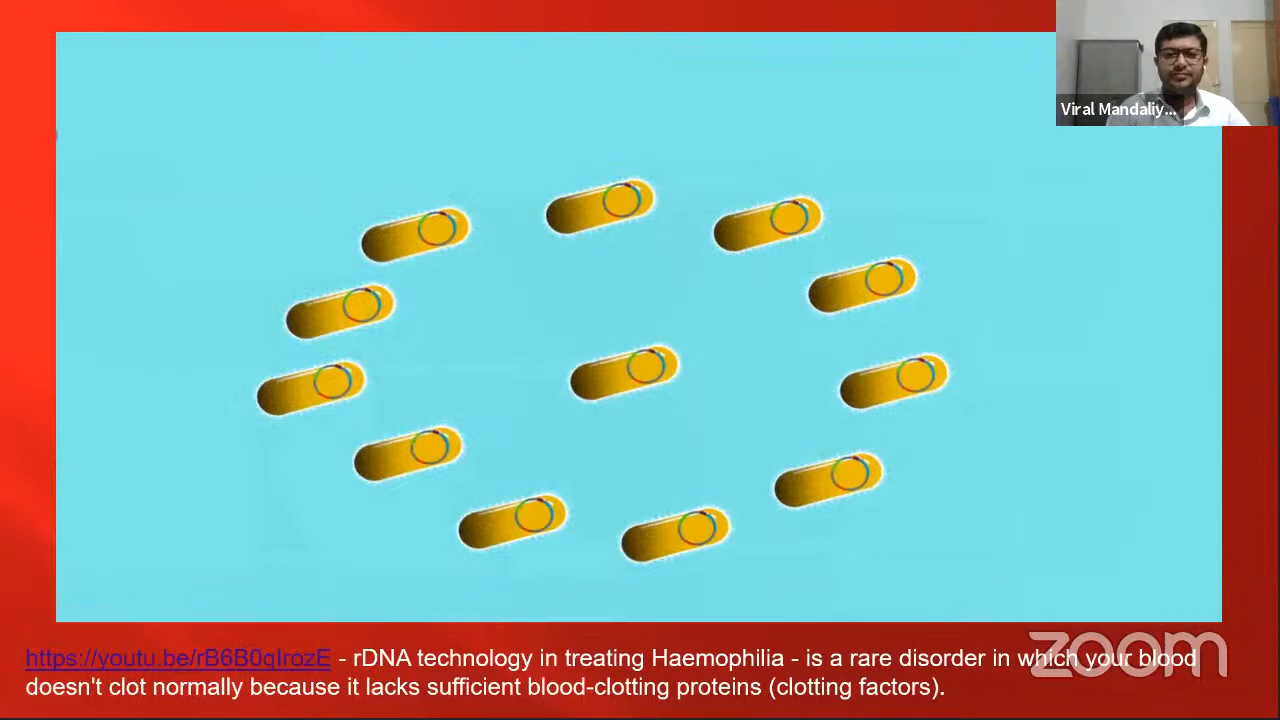 Viral Mandaliy...
https://youtu.be/rB6B0qIrozE - rDNA technology in treating Haemophilia - is a rare disorder in which your blood
doesn't clot normally because it lacks sufficient blood-clotting proteins (clotting factors).
zoom